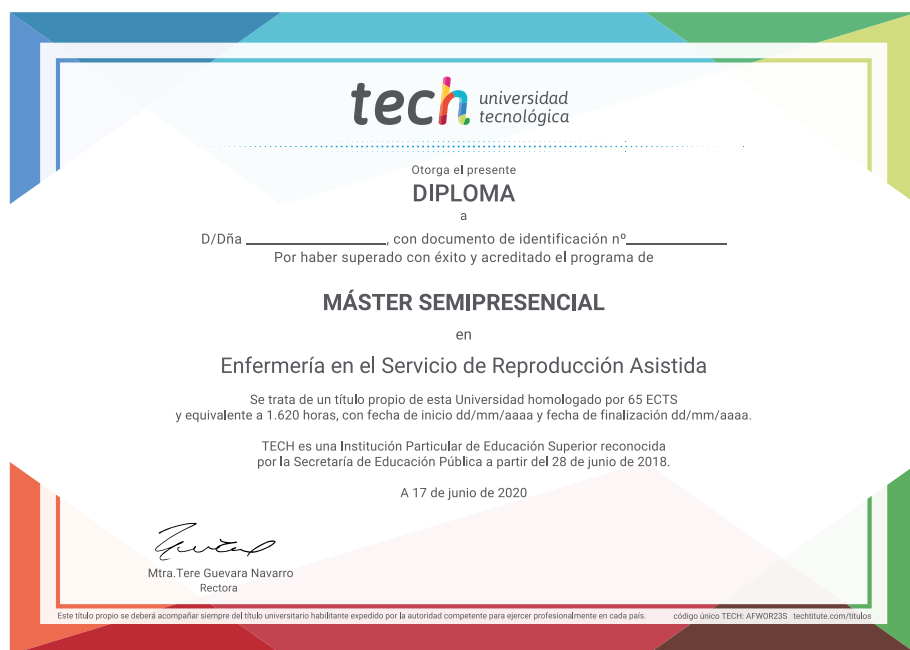 tech universidad
tecnológica
Otorga el presente
DIPLOMA
a
D/Dña ________________, con documento de identificación nº____________
Por haber superado con éxito y acreditado el programa de
MÁSTER SEMIPRESENCIAL
en
Enfermería en el Servicio de Reproducción Asistida
Se trata de un título propio de esta Universidad homologado por 65 ECTS
y equivalente a 1.620 horas, con fecha de inicio dd/mm/aaaa y fecha de finalización dd/mm/aaaa.
TECH es una Institución Particular de Educación Superior reconocida
por la Secretaría de Educación Pública a partir del 28 de junio de 2018.
A 17 de junio de 2020
Mtra.Tere Guevara Navarro
Rectora
Este título propio se deberá acompañar siempre del título universitario habilitante expedido por la autoridad competente para ejercer profesionalmente en cada país. código único TECH: AFWOR23S techtitute.com/titulos